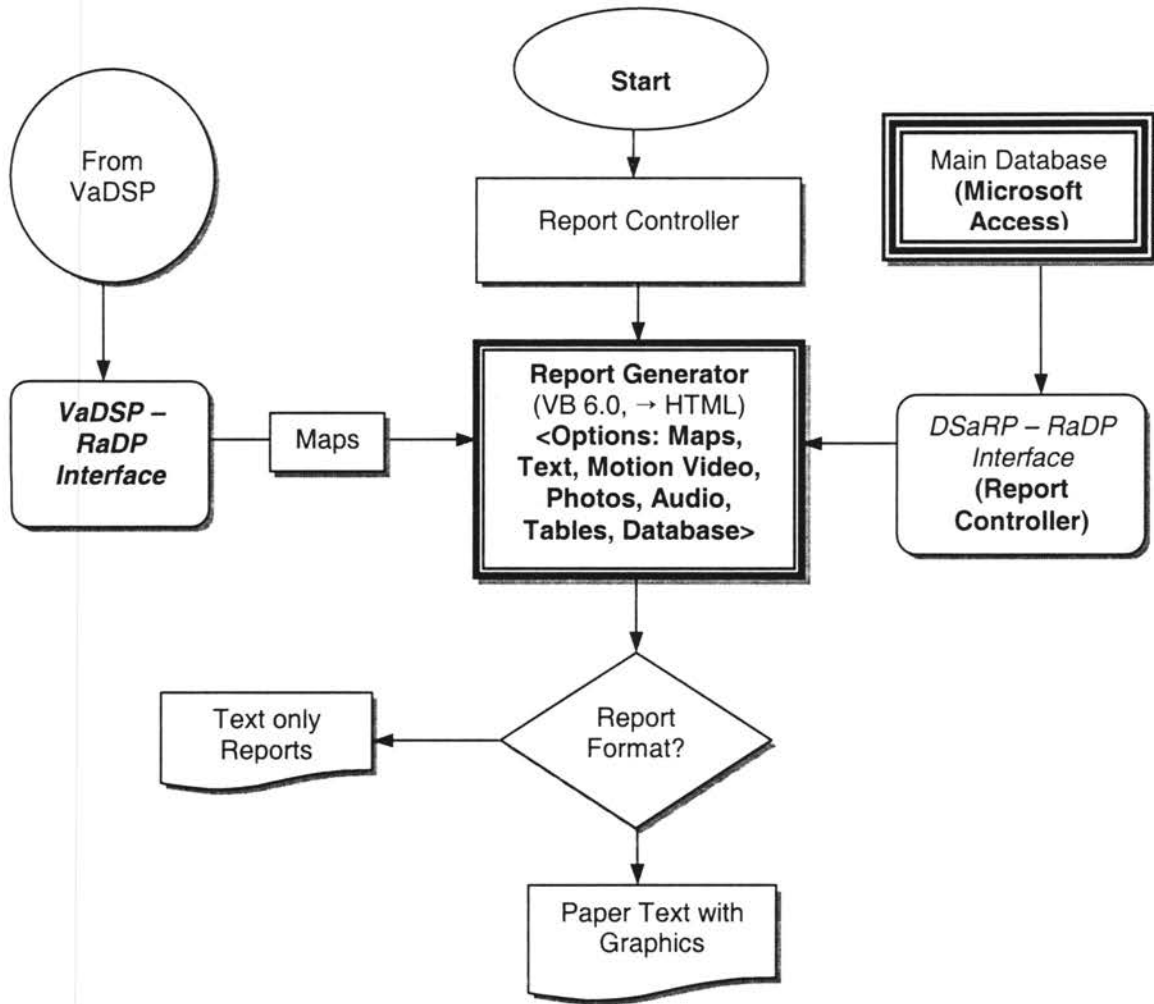 Start
From
VaDSP
Main Database
(Microsoft
Access)
Report Controller
VaDSP –
RaDP
Interface
Maps
Report Generator
(VB 6.0, → HTML)
<Options: Maps,
Text, Motion Video,
Photos, Audio,
Tables, Database>
DSaRP – RaDP
Interface
(Report
Controller)
Text only
Reports
Report
Format?
Paper Text with
Graphics